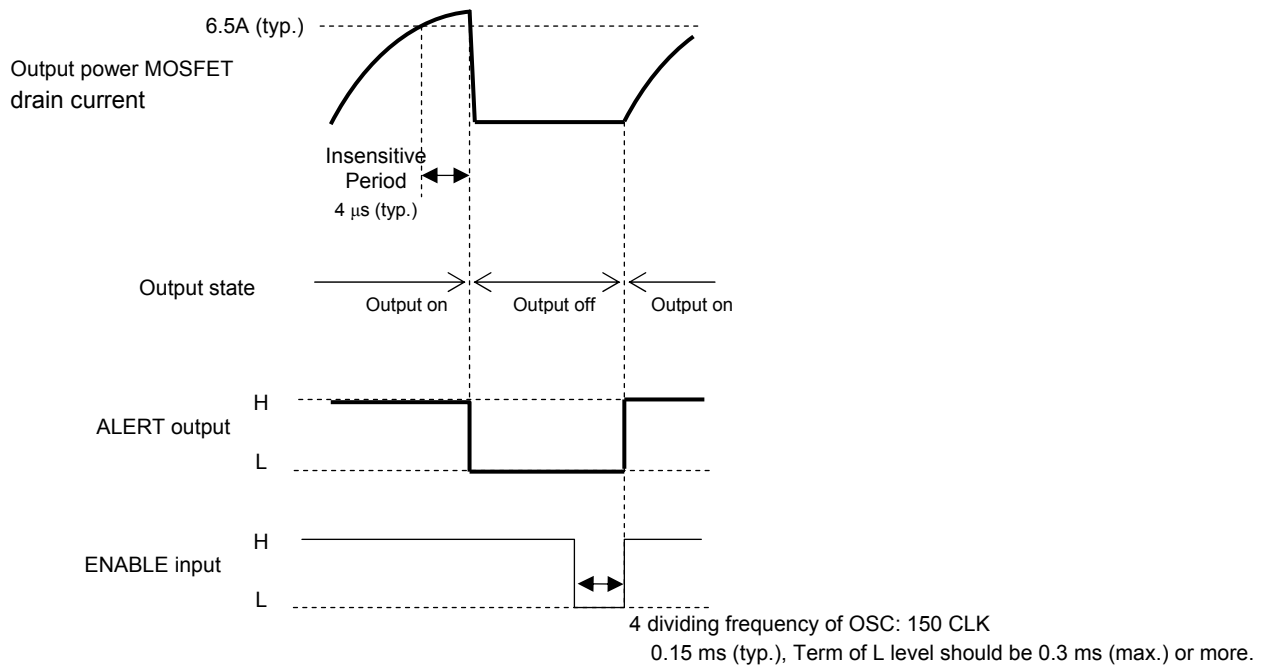 6.5A (typ.)
Output power MOSFET
drain current
Insensitive
Period
4 μs (typ.)
Output state
Output on
Output off
Output on
H
ALERT output
L
H
ENABLE input
L
4 dividing frequency of OSC: 150 CLK
0.15 ms (typ.), Term of L level should be 0.3 ms (max.) or more.